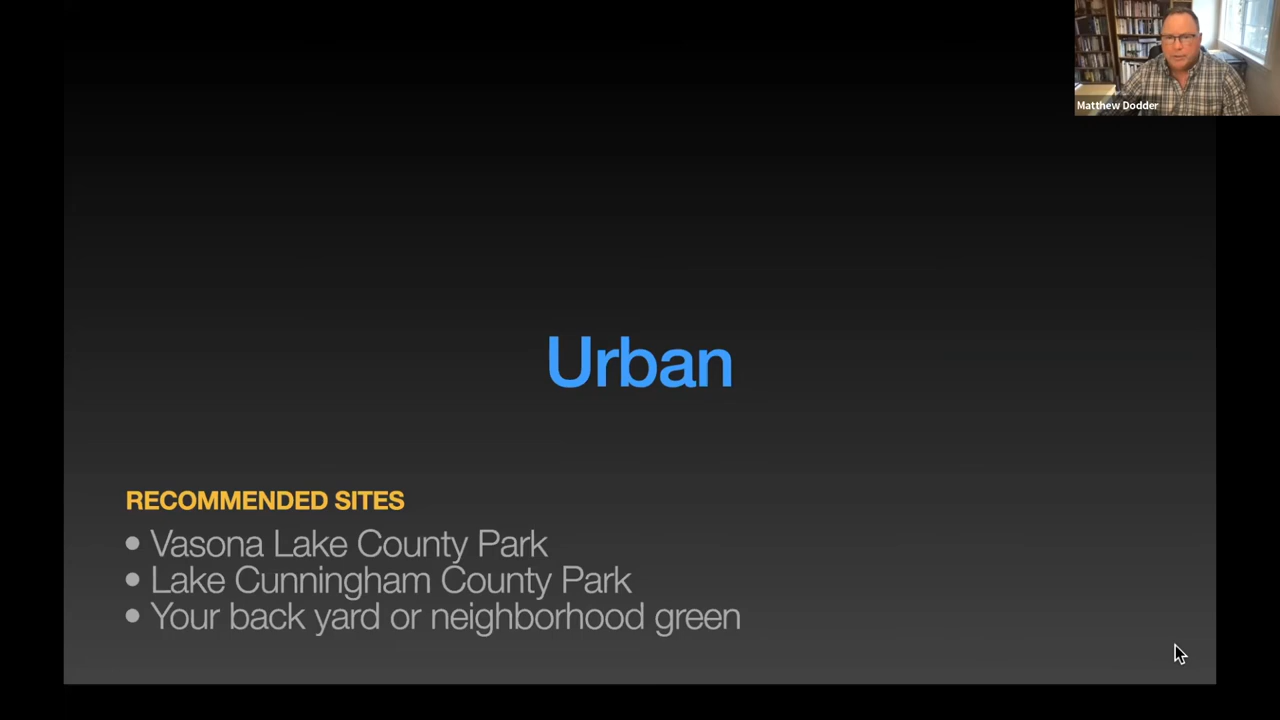 Matthew Dodder
Urban
RECOMMENDED SITES
• Vasona Lake County Park
• Lake Cunningham County Park
• Your back yard or neighborhood green